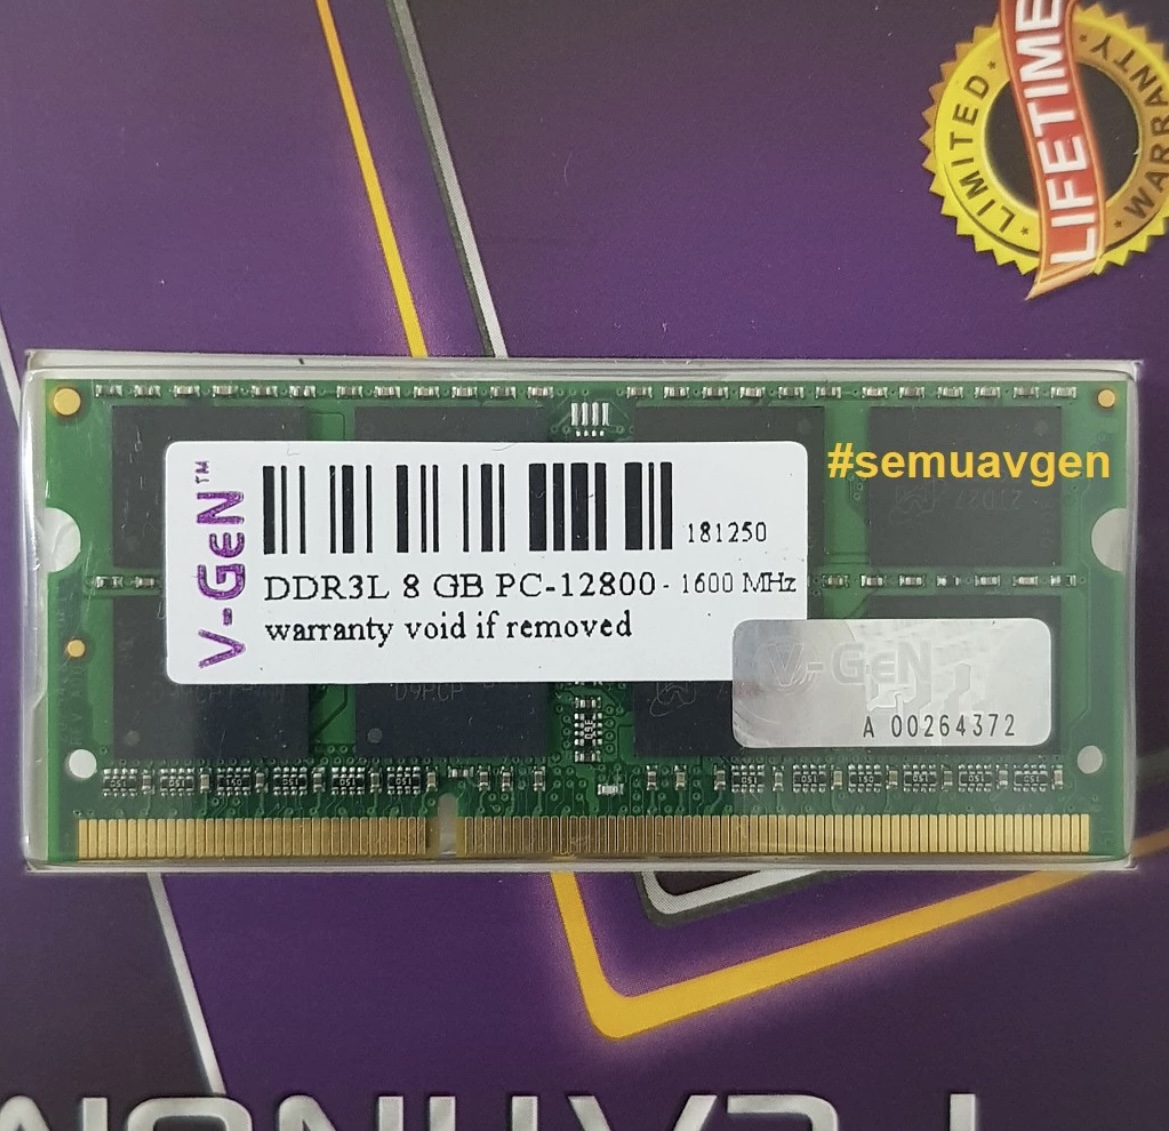 LIMITED LIFETIME WARRANTY
#semuavgen
V-GeN™
181250
DDR3L 8 GB PC-12800 - 1600 MHz
warranty void if removed
V-GeN
A 00264372